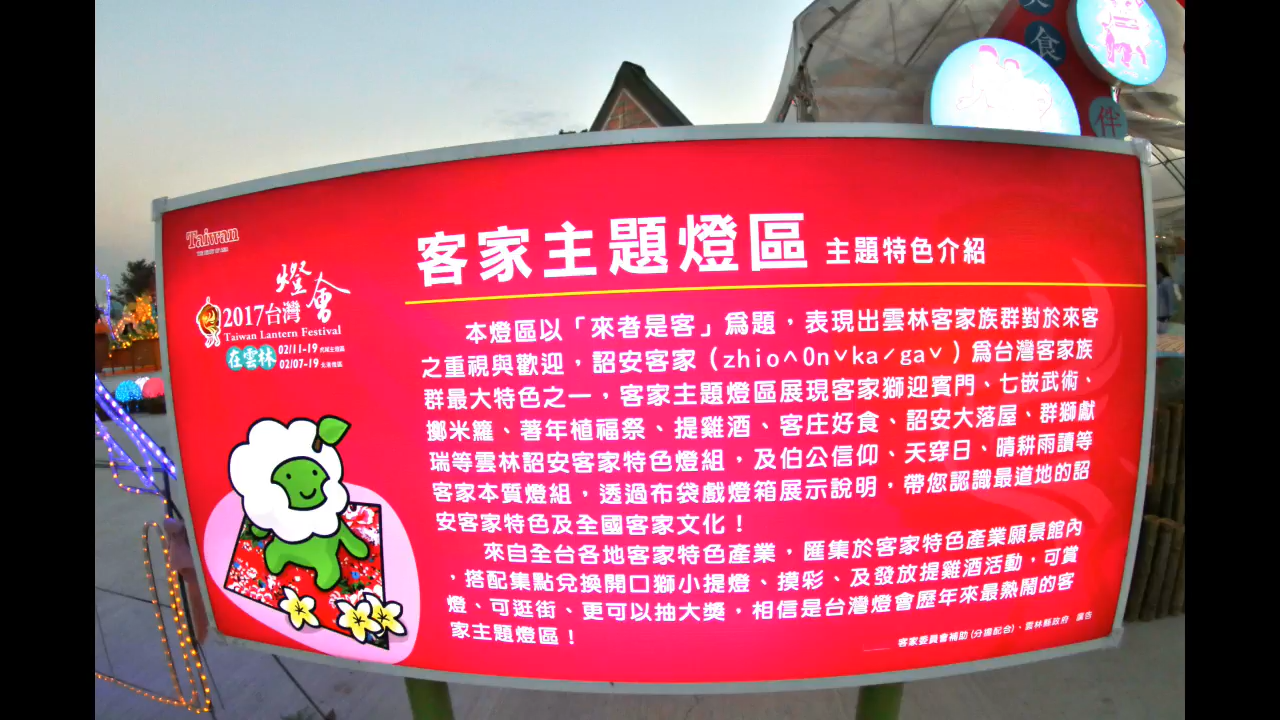 食
伴
Taiwan
燈會
2017台灣
Taiwan Lantern Festival
在雲林
02/11-19 虎尾主燈區
02/07-19 北港燈區
客家主題燈區 主題特色介紹
本燈區以「來者是客」為題，表現出雲林客家族群對於來客
之重視與歡迎，詔安客家（zhio^On˅kaˊga˅）為台灣客家族
群最大特色之一，客家主題燈區展現客家獅迎賓門、七嵌武術、
擲米籮、著年植福祭、提雞酒、客庄好食、詔安大落屋、群獅獻
瑞等雲林詔安客家特色燈組，及伯公信仰、天穿日、晴耕雨讀等
客家本質燈組，透過布袋戲燈箱展示說明，帶您認識最道地的詔
安客家特色及全國客家文化！
來自全台各地客家特色產業，匯集於客家特色產業願景館內
，搭配集點兌換開口獅小提燈、摸彩、及發放提雞酒活動，可賞
燈、可逛街、更可以抽大獎，相信是台灣燈會歷年來最熱鬧的客
家主題燈區！
客家委員會補助(分擔配合)、雲林縣政府 廣告